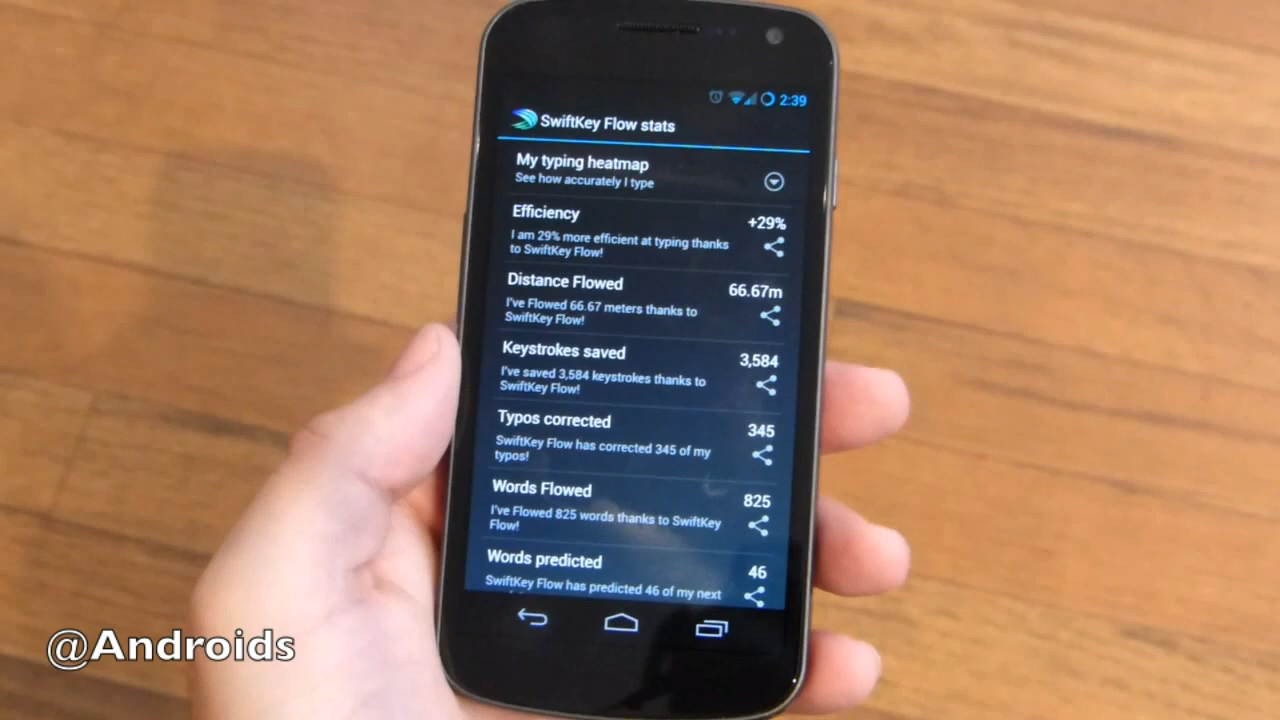 2:39
SwiftKey Flow stats
My typing heatmap
See how accurately I type
Efficiency
+29%
I am 29% more efficient at typing thanks
to SwiftKey Flow!
Distance Flowed
66.67m
I've Flowed 66.67 meters thanks to
SwiftKey Flow!
Keystrokes saved
3,584
I've saved 3,584 keystrokes thanks to
SwiftKey Flow!
Typos corrected
345
SwiftKey Flow has corrected 345 of my
typos!
Words Flowed
825
I've Flowed 825 words thanks to SwiftKey
Flow!
Words predicted
46
SwiftKey Flow has predicted 46 of my next
@Androids